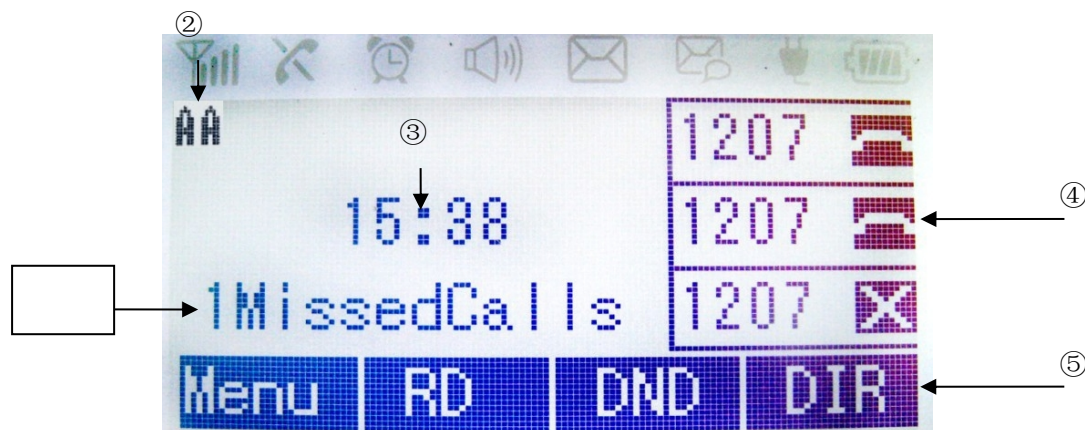 ②
AA
③
15:38
1MissedCalls
1207
1207
④
1207
Menu RD DND DIR
⑤